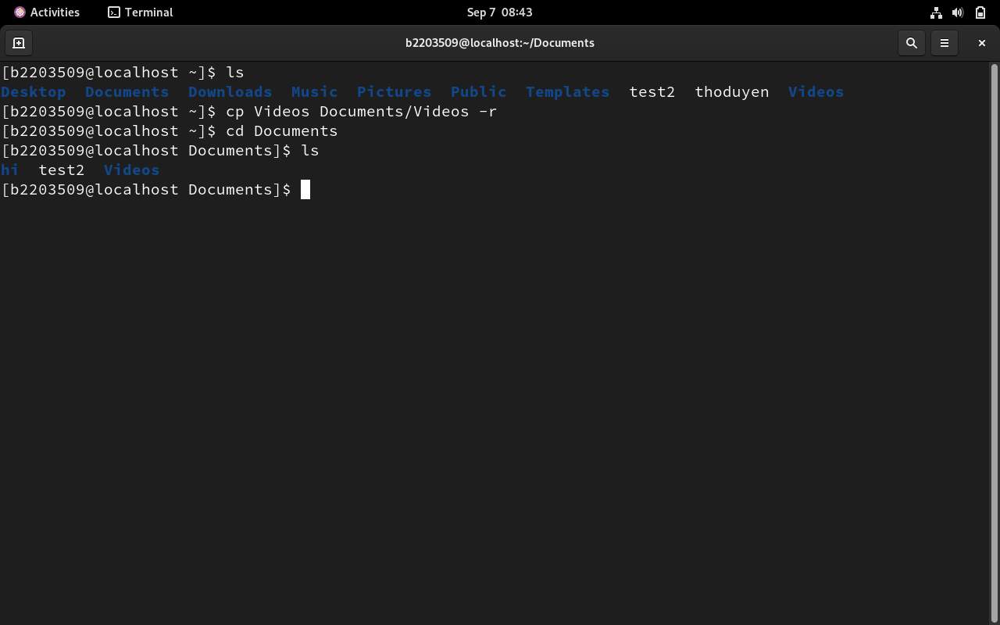 Activities Terminal Sep 7 08:43
b2203509@localhost:~/Documents
[b2203509@localhost ~]$ ls
Desktop Documents Downloads Music Pictures Public Templates test2 thoduyen Videos
[b2203509@localhost ~]$ cp Videos Documents/Videos -r
[b2203509@localhost ~]$ cd Documents
[b2203509@localhost Documents]$ ls
hi test2 Videos
[b2203509@localhost Documents]$